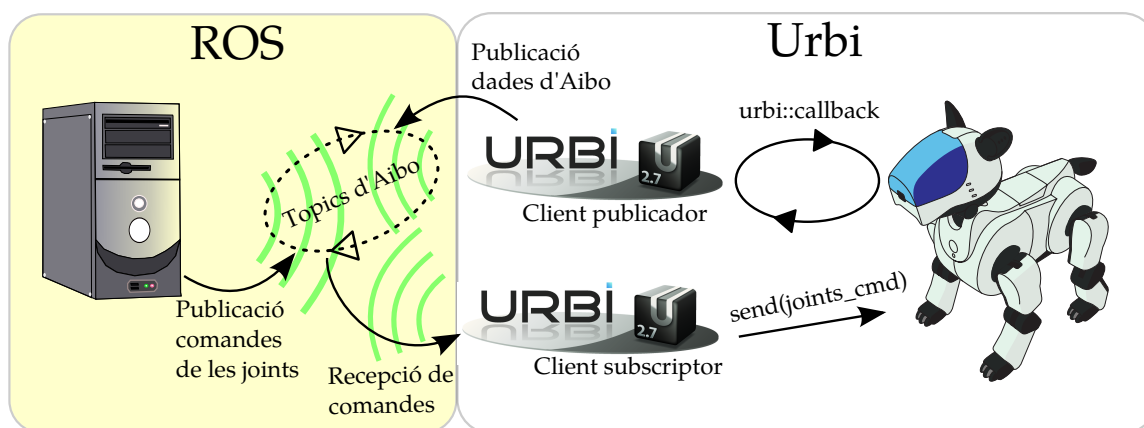 ROS
Urbi
Publicació
dades d'Aibo
urbi::callback
URBI
2.7
Client publicador
Topics d'Aibo
Publicació
comandes
de les joints
Recepció de
comandes
URBI
2.7
Client subscriptor
send(joints_cmd)